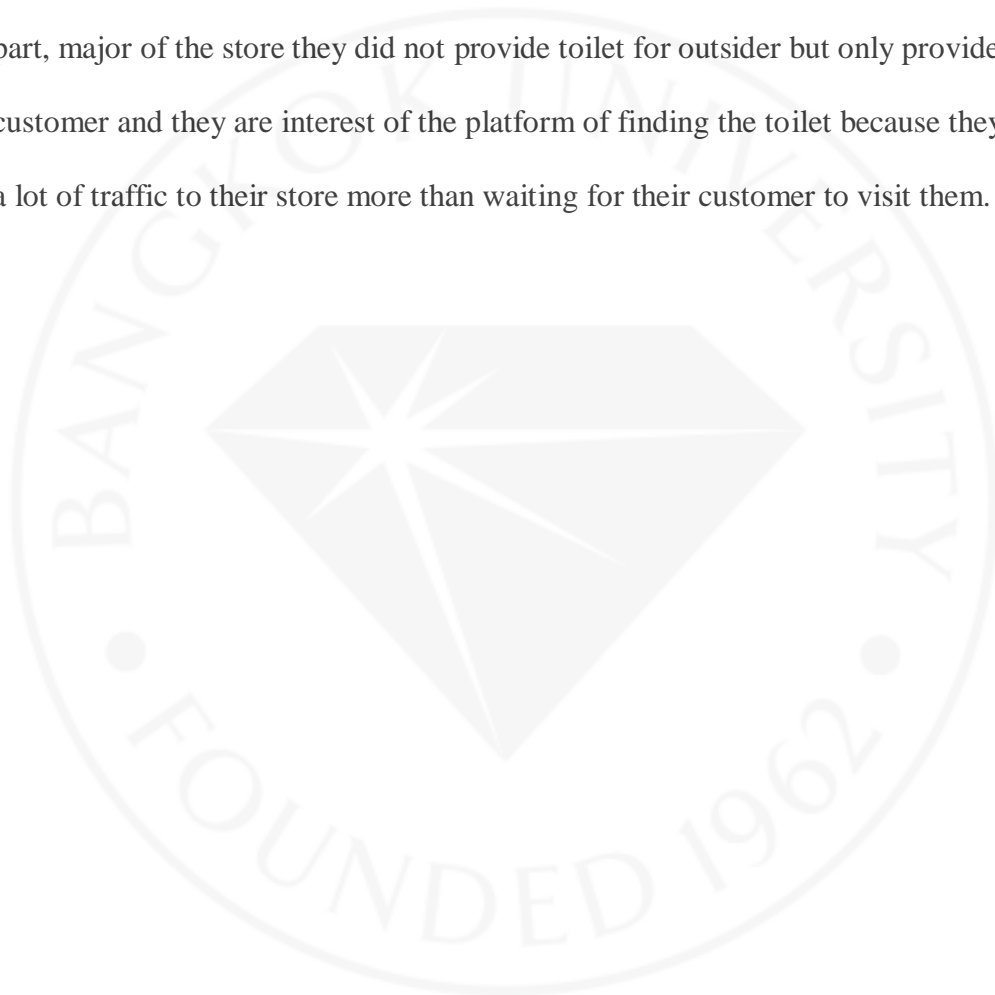 part, major of the store they did not provide toilet for outsider but only provide
customer and they are interest of the platform of finding the toilet because they
a lot of traffic to their store more than waiting for their customer to visit them.
BANGKOK UNIVERSITY
FOUNDED 1962